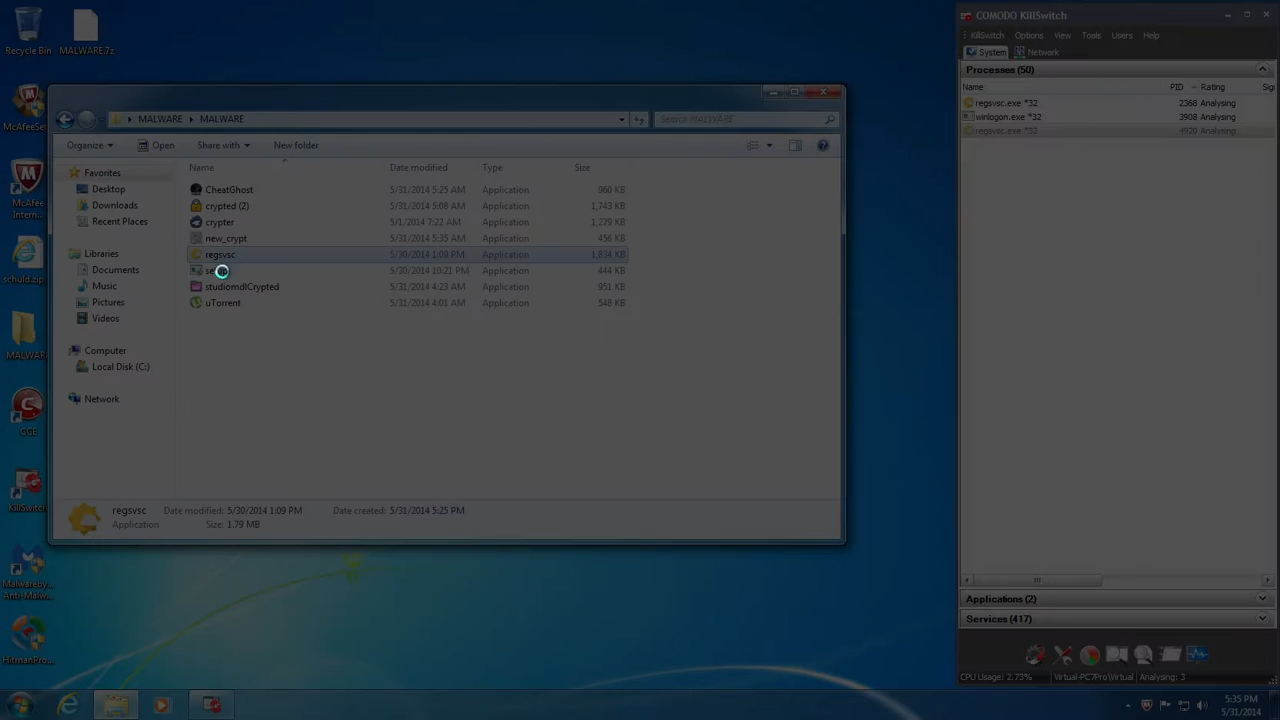 Recycle Bin
MALWARE.7z
McAfeeSet...
McAfee
Intern...
schuld.zip...
MALWARE
CCE
KillSwitch
Malwareby...
Anti-Malw...
HitmanPro...
MALWARE MALWARE
Search MALWARE
Organize Open Share with New folder
Favorites
Desktop
Downloads
Recent Places
Libraries
Documents
Music
Pictures
Videos
Computer
Local Disk (C:)
Network
Name Date modified Type Size
CheatGhost 5/31/2014 5:25 AM Application 960 KB
crypted (2) 5/31/2014 5:08 AM Application 1,743 KB
crypter 5/1/2014 7:22 AM Application 1,279 KB
new_crypt 5/31/2014 5:35 AM Application 456 KB
regsvsc 5/30/2014 1:09 PM Application 1,834 KB
5/30/2014 10:21 PM Application 444 KB
studiomdlCrypted 5/31/2014 4:23 AM Application 951 KB
uTorrent 5/31/2014 4:01 AM Application 548 KB
regsvsc Date modified: 5/30/2014 1:09 PM Date created: 5/31/2014 5:25 PM
Application Size: 1.79 MB
COMODO KillSwitch
KillSwitch Options View Tools Users Help
System Network
Processes (50)
Name PID Rating Sig
regsvsc.exe *32 2368 Analysing
winlogon.exe *32 3908 Analysing
regsvsc.exe *32 4920 Analysing
Applications (2)
Services (417)
CPU Usage: 2.73% Virtual-PC7Pro\Virtual Analysing: 3
5:35 PM
5/31/2014